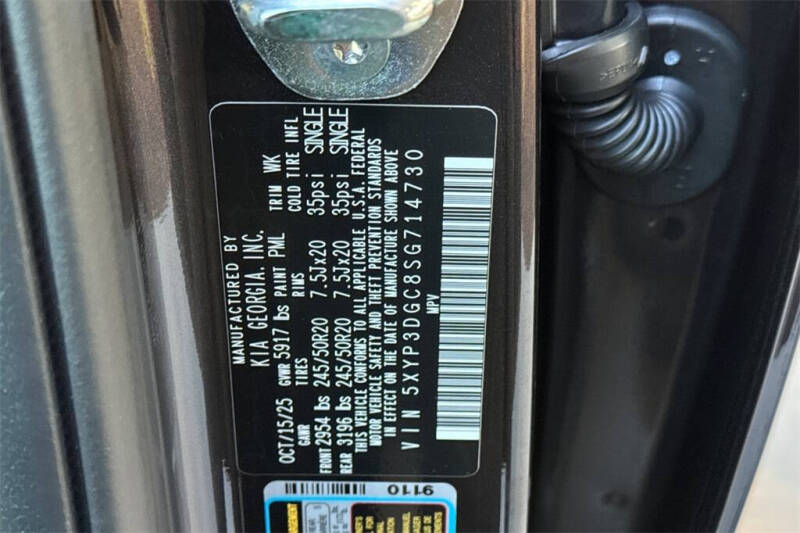 MANUFACTURED BY
KIA GEORGIA, INC.
OCT/15/25 GVWR 5917 lbs PAINT PML TRIM WK
GAWR TIRES RIMS COLD TIRE INFL
FRONT 2954 lbs 245/50R20 7.5Jx20 35psi SINGLE
REAR 3196 lbs 245/50R20 7.5Jx20 35psi SINGLE
THIS VEHICLE CONFORMS TO ALL APPLICABLE U.S.A. FEDERAL
MOTOR VEHICLE SAFETY AND THEFT PREVENTION STANDARDS
IN EFFECT ON THE DATE OF MANUFACTURE SHOWN ABOVE
VIN 5XYP3DGC8SG714730
MPV
9110